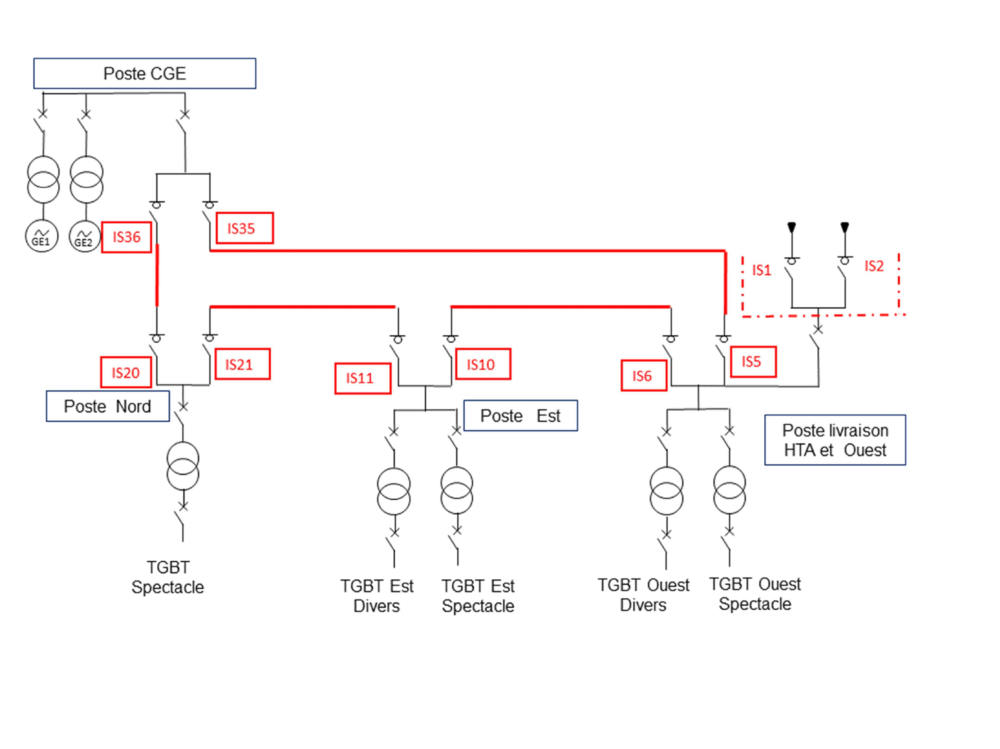 Poste CGE
GE1
GE2
IS36
IS35
IS1
IS2
IS20
IS21
IS11
IS10
IS6
IS5
Poste Nord
Poste Est
Poste livraison
HTA et Ouest
TGBT
Spectacle
TGBT Est
Divers
TGBT Est
Spectacle
TGBT Ouest
Divers
TGBT Ouest
Spectacle